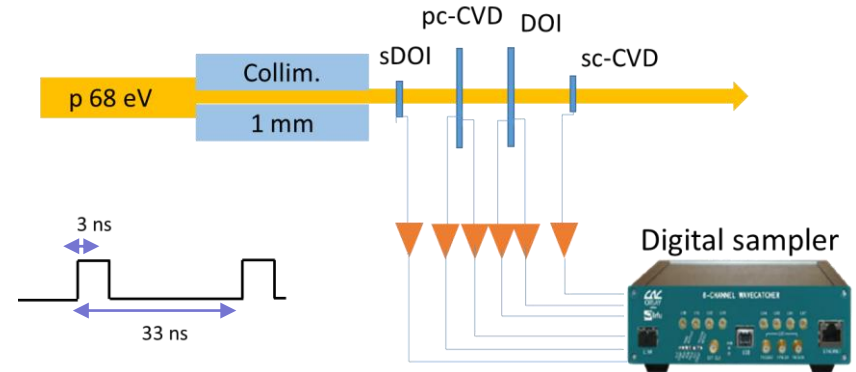 pc-CVD
DOI
sDOI
sc-CVD
Collim.
p 68 eV
1 mm
3 ns
33 ns
Digital sampler
8-CHANNEL WAVECATCHER